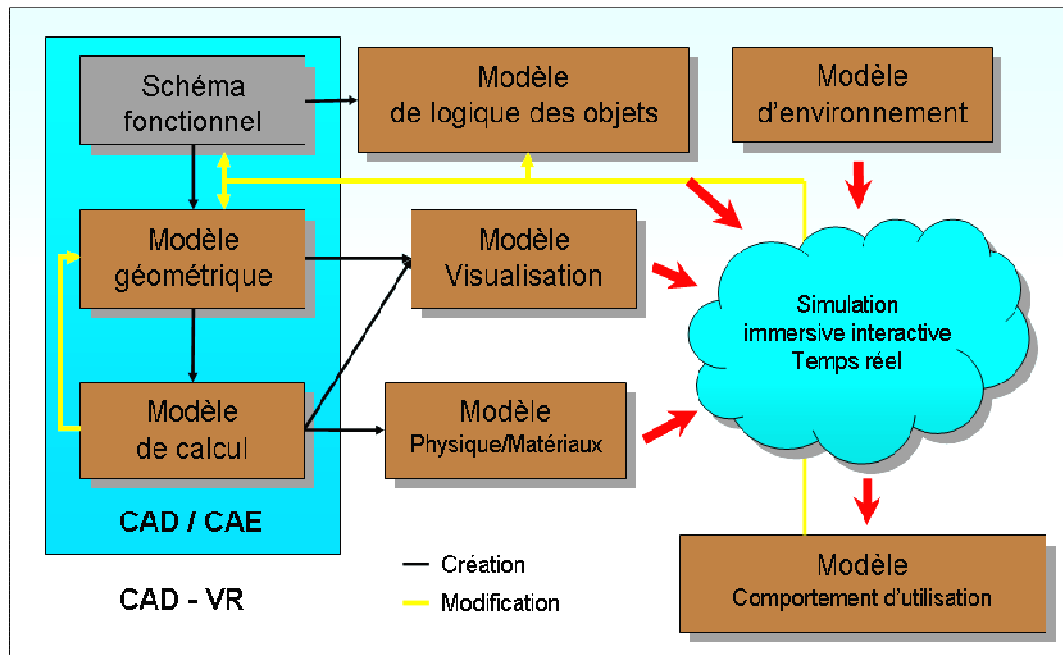 Schéma
fonctionnel
Modèle
de logique des objets
Modèle
d'environnement
Modèle
géométrique
Modèle
Visualisation
Simulation
immersive interactive
Temps réel
Modèle
de calcul
Modèle
Physique/Matériaux
CAD / CAE
CAD - VR
Création
Modification
Modèle
Comportement d'utilisation